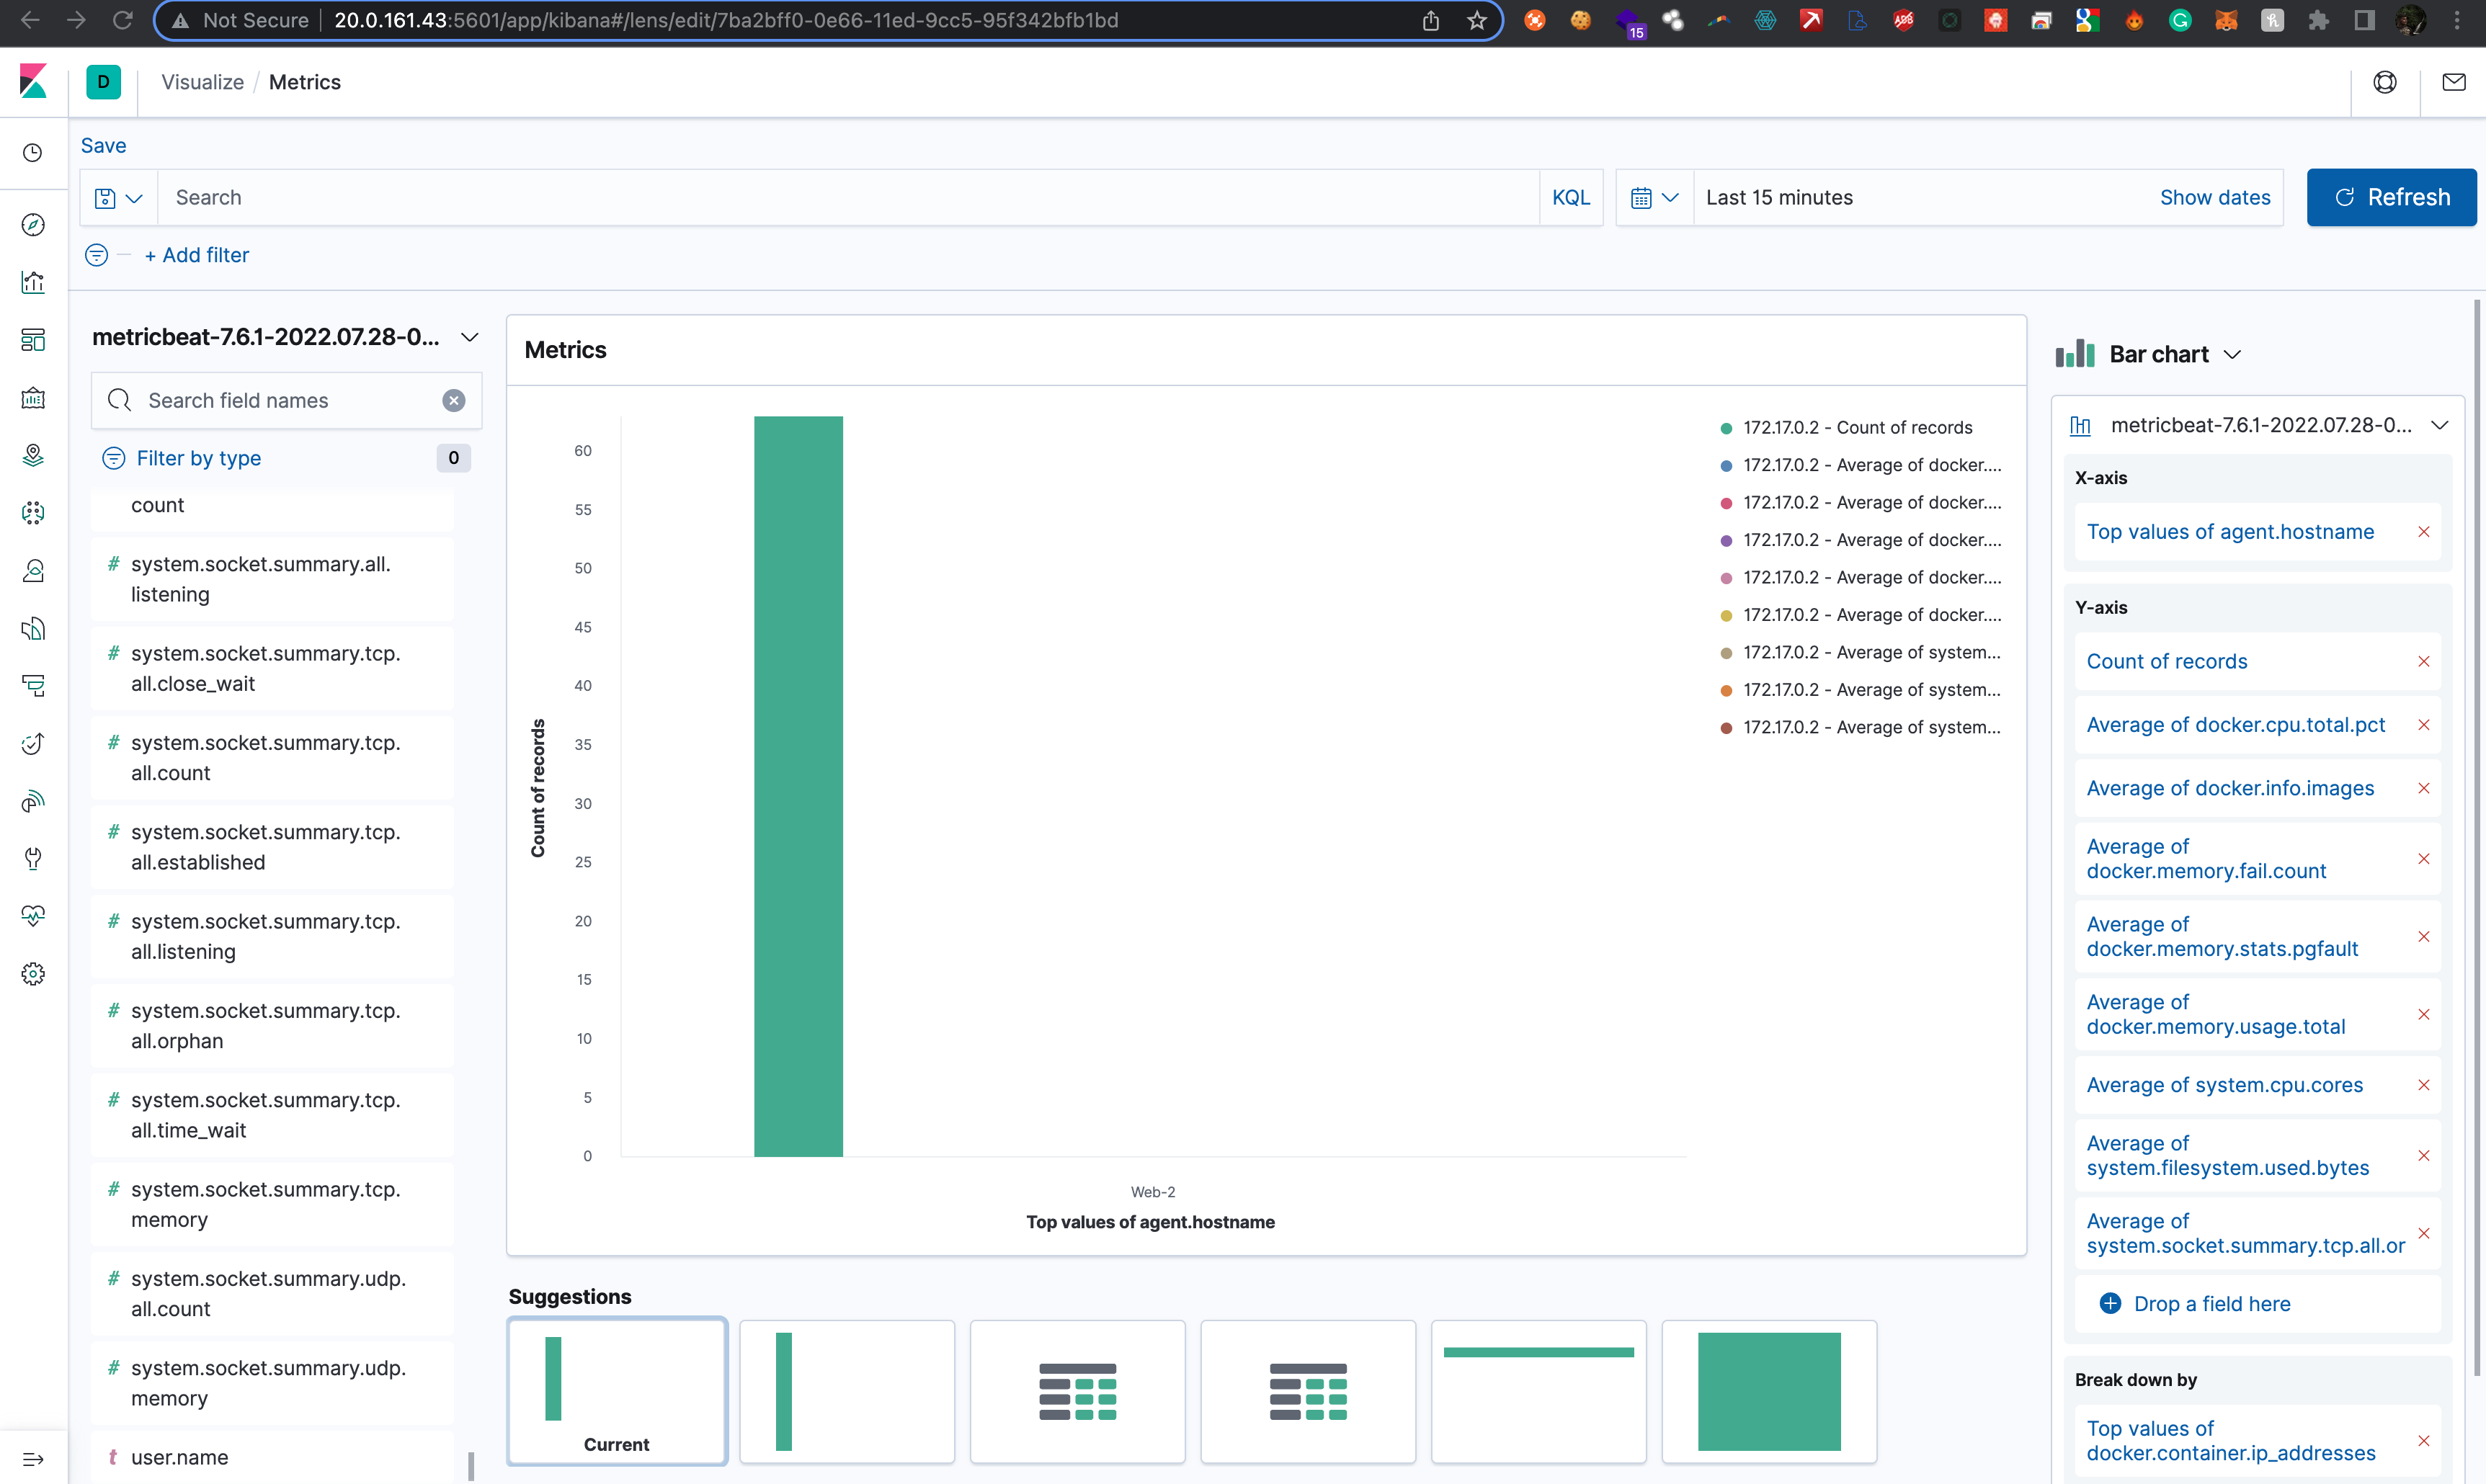 Not Secure | 20.0.161.43:5601/app/kibana#/lens/edit/7ba2bff0-0e66-11ed-9cc5-95f342bfb1bd
ABP
15
G
D
Visualize / Metrics
Save
Search
KQL
Last 15 minutes
Show dates
Refresh
+ Add filter
metricbeat-7.6.1-2022.07.28-0...
Search field names
Filter by type
0
count
# system.socket.summary.all.
listening
# system.socket.summary.tcp.
all.close_wait
# system.socket.summary.tcp.
all.count
# system.socket.summary.tcp.
all.established
# system.socket.summary.tcp.
all.listening
# system.socket.summary.tcp.
all.orphan
# system.socket.summary.tcp.
all.time_wait
# system.socket.summary.tcp.
memory
# system.socket.summary.udp.
all.count
# system.socket.summary.udp.
memory
t user.name
Metrics
60
55
50
45
40
35
30
25
20
15
10
5
0
Count of records
Web-2
Top values of agent.hostname
172.17.0.2 - Count of records
172.17.0.2 - Average of docker....
172.17.0.2 - Average of docker....
172.17.0.2 - Average of docker....
172.17.0.2 - Average of docker....
172.17.0.2 - Average of docker....
172.17.0.2 - Average of system...
172.17.0.2 - Average of system...
172.17.0.2 - Average of system...
Suggestions
Current
Bar chart
metricbeat-7.6.1-2022.07.28-0...
X-axis
Top values of agent.hostname
Y-axis
Count of records
Average of docker.cpu.total.pct
Average of docker.info.images
Average of
docker.memory.fail.count
Average of
docker.memory.stats.pgfault
Average of
docker.memory.usage.total
Average of system.cpu.cores
Average of
system.filesystem.used.bytes
Average of
system.socket.summary.tcp.all.or
Drop a field here
Break down by
Top values of
docker.container.ip_addresses